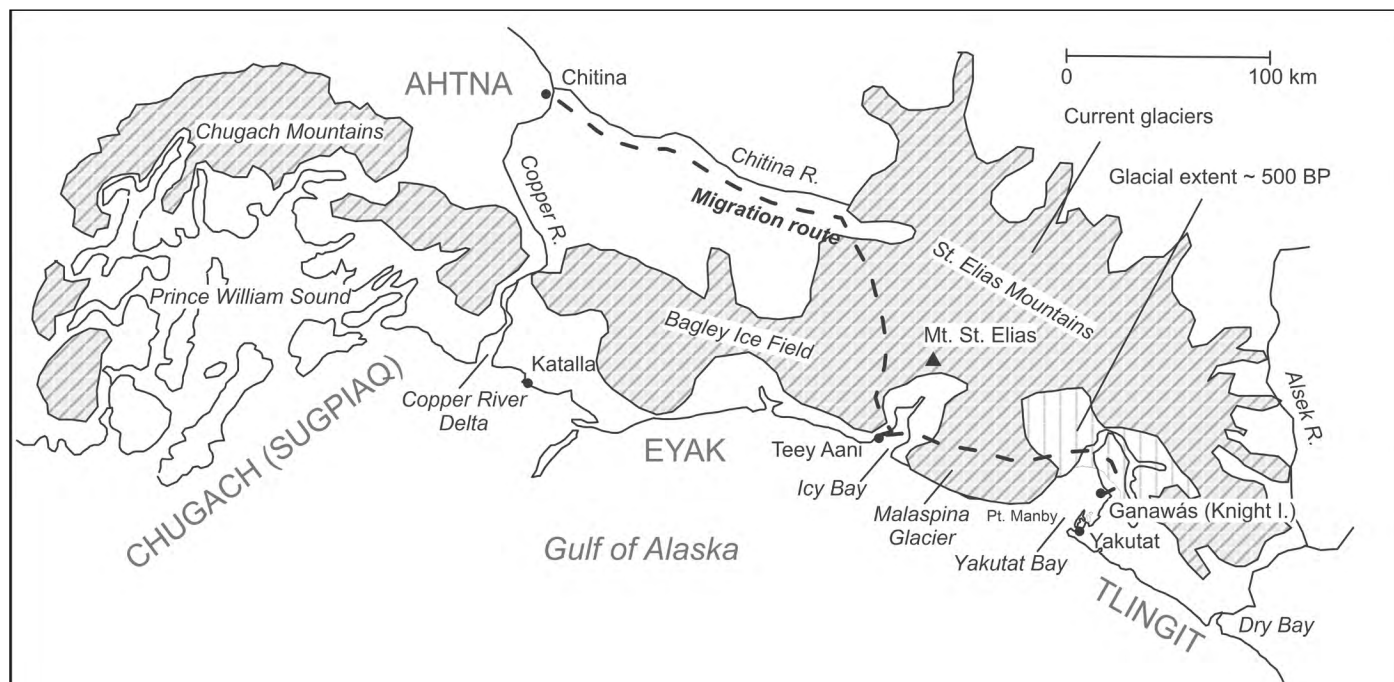 AHTNA
Chitina
0
100 km
Current glaciers
Glacial extent ~ 500 BP
Chugach Mountains
Copper R.
Chitina R.
Migration route
St. Elias Mountains
Prince William Sound
Bagley Ice Field
Mt. St. Elias
Katalla
Copper River
Delta
CHUGACH (SUGPIAQ)
EYAK
Teey Aani
Icy Bay
Malaspina
Glacier
Pt. Manby
Ganawás (Knight I.)
Yakutat
Yakutat Bay
Alsek R.
Gulf of Alaska
TLINGIT
Dry Bay